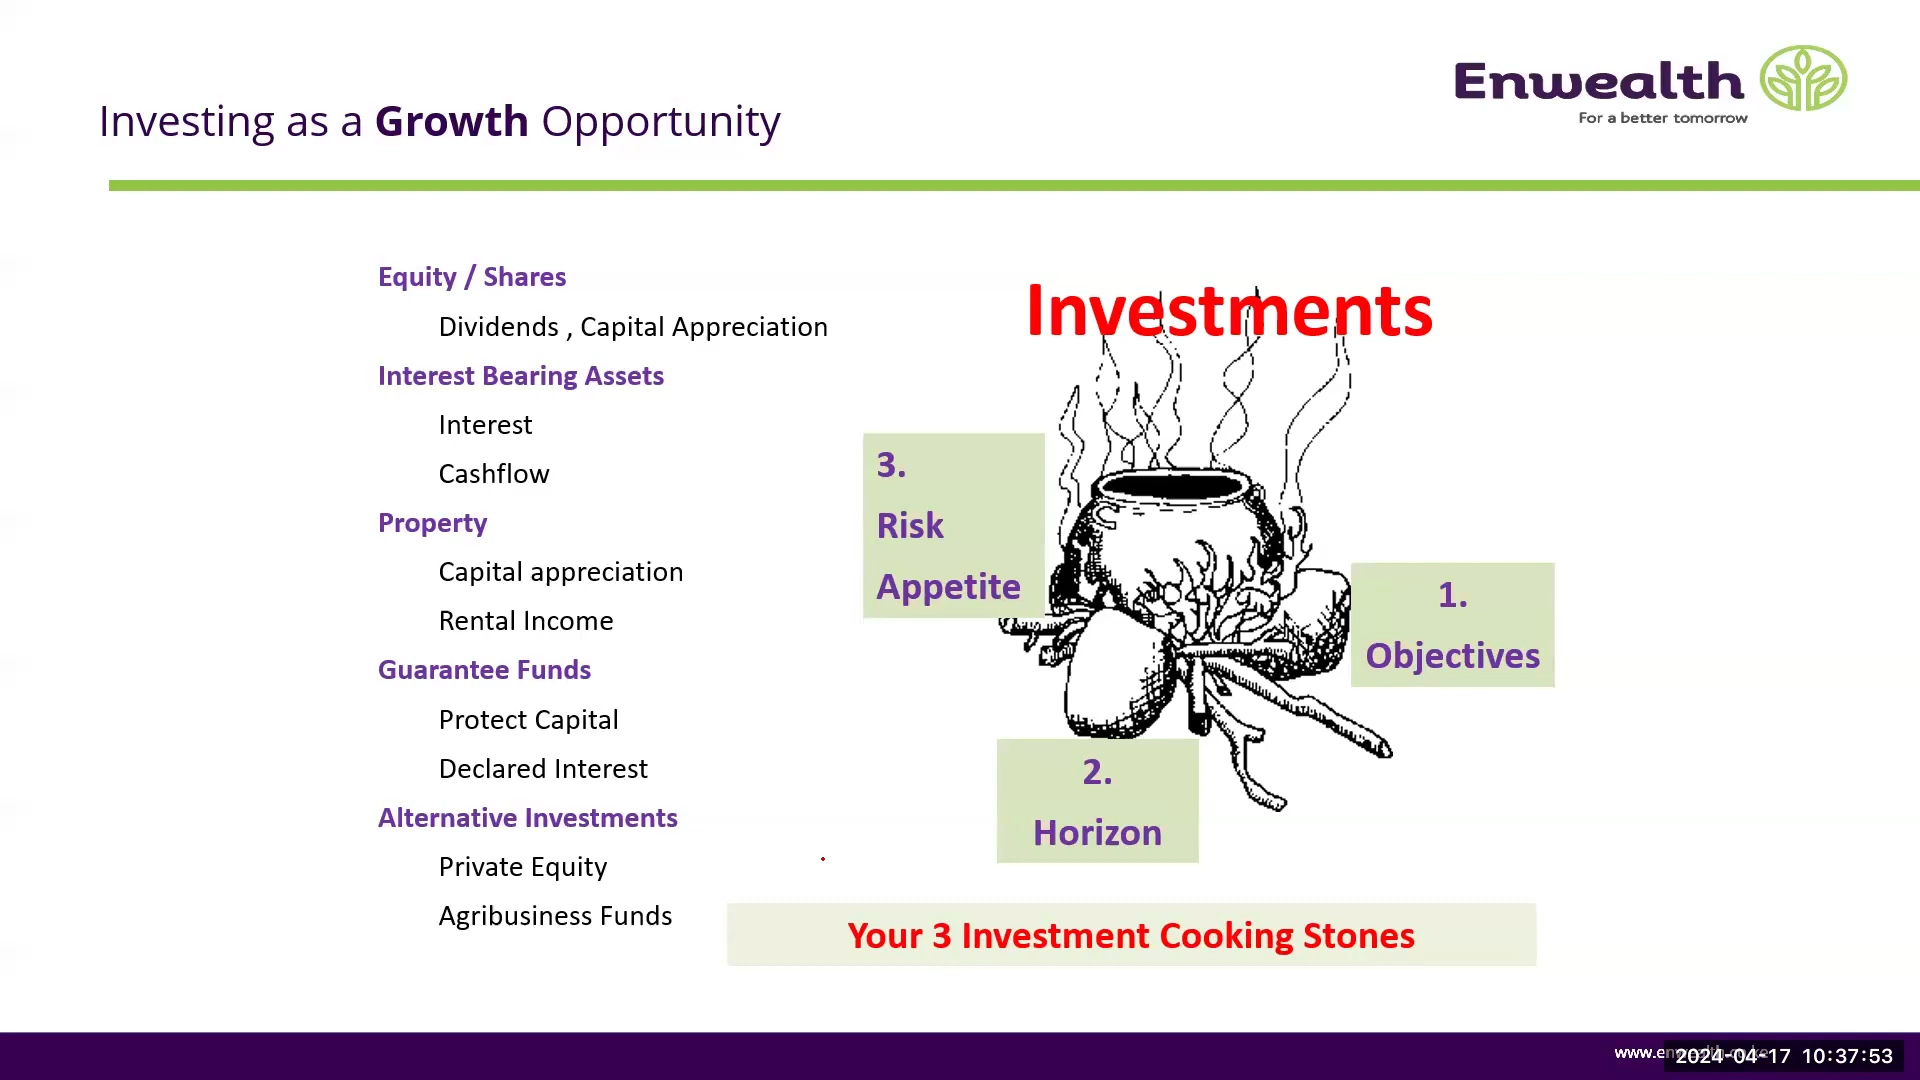 Enwealth
For a better tomorrow
Investing as a Growth Opportunity
Equity / Shares
Dividends , Capital Appreciation
Interest Bearing Assets
Interest
Cashflow
Property
Capital appreciation
Rental Income
Guarantee Funds
Protect Capital
Declared Interest
Alternative Investments
Private Equity
Agribusiness Funds
Investments
3.
Risk
Appetite
1.
Objectives
2.
Horizon
Your 3 Investment Cooking Stones
2024-04-17 10:37:53